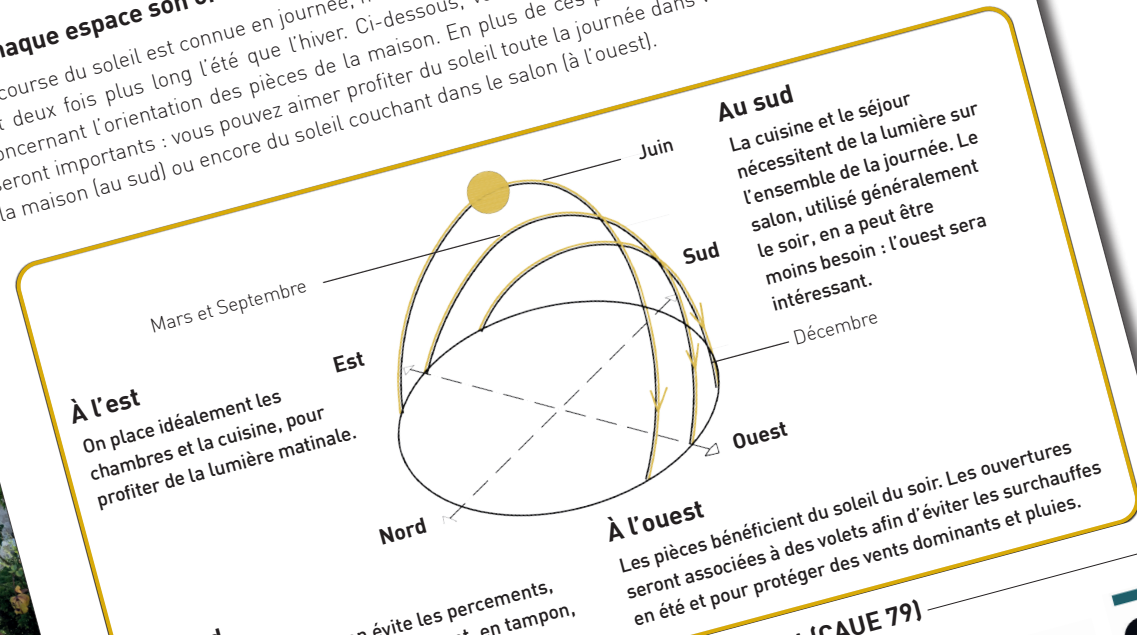 haque espace son
course du soleil est connue en journée,
t deux fois plus long l'été que l'hiver. Ci-dessous,
oncernant l'orientation des pièces de la maison. En plus de ces
seront importants : vous pouvez aimer profiter du soleil toute la journée dans
la maison (au sud) ou encore du soleil couchant dans le salon (à l'ouest).
Juin
Au sud
La cuisine et le séjour
nécessitent de la lumière sur
l'ensemble de la journée. Le
salon, utilisé généralement
le soir, en a peut être
moins besoin : l'ouest sera
intéressant.
Sud
Mars et Septembre
Décembre
Est
À l'est
On place idéalement les
chambres et la cuisine, pour
profiter de la lumière matinale.
Ouest
Nord
À l'ouest
Les pièces bénéficient du soleil du soir. Les ouvertures
seront associées à des volets afin d'éviter les surchauffes
en été et pour protéger des vents dominants et pluies.
évite les percements,
en tampon,
(CAUE 79)